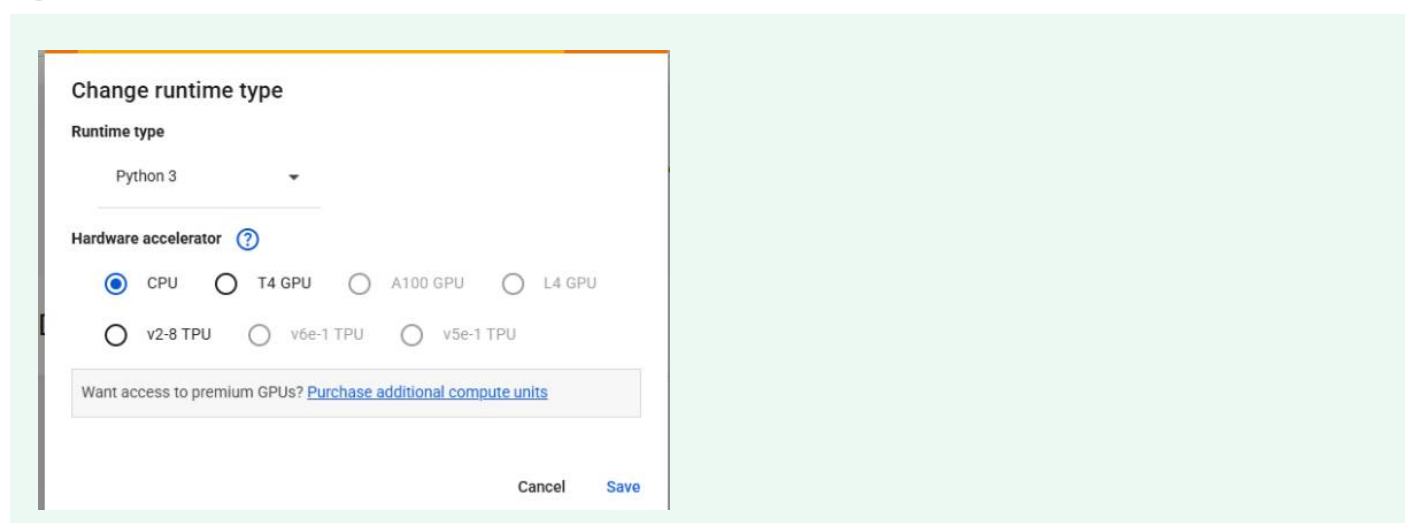 Change runtime type
Runtime type
Python 3
Hardware accelerator ?
CPU T4 GPU A100 GPU L4 GPU
v2-8 TPU v6e-1 TPU v5e-1 TPU
Want access to premium GPUs? Purchase additional compute units
Cancel Save